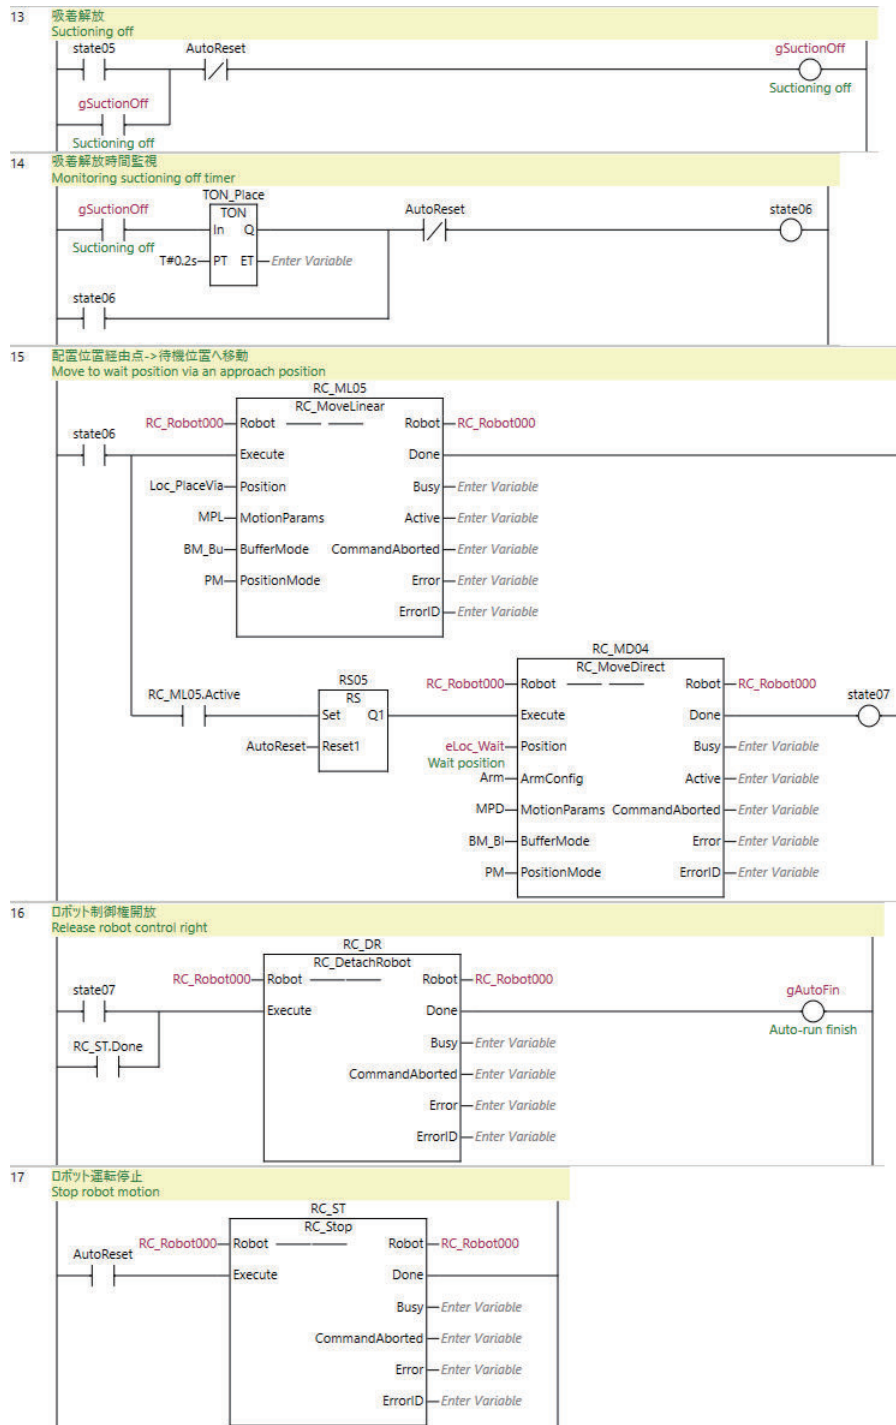 13 吸着解放
Suctioning off
state05 AutoReset gSuctionOff
Suctioning off
gSuctionOff
Suctioning off
14 吸着解放時間監視
Monitoring suctioning off timer
TON_Place
gSuctionOff TON AutoReset state06
In Q
Suctioning off
T#0.2s PT ET Enter Variable
state06
15 配置位置経由点->待機位置へ移動
Move to wait position via an approach position
RC_ML05
RC_MoveLinear
RC_Robot000 Robot Robot RC_Robot000
state06
Execute Done
Loc_PlaceVia Position Busy Enter Variable
MPL MotionParams Active Enter Variable
BM_Bu BufferMode CommandAborted Enter Variable
PM PositionMode Error Enter Variable
ErrorID Enter Variable
RC_MD04
RC_MoveDirect
RS05 RC_Robot000 Robot Robot RC_Robot000
RC_ML05.Active RS state07
Set Q1 Execute Done
AutoReset Reset1 eLoc_Wait Position Busy Enter Variable
Wait position
Arm ArmConfig Active Enter Variable
MPD MotionParams CommandAborted Enter Variable
BM_Bl BufferMode Error Enter Variable
PM PositionMode ErrorID Enter Variable
16 ロボット制御権開放
Release robot control right
RC_DR
RC_DetachRobot
RC_Robot000 Robot Robot RC_Robot000
state07 gAutoFin
Execute Done
Auto-run finish
RC_ST.Done
Busy Enter Variable
CommandAborted Enter Variable
Error Enter Variable
ErrorID Enter Variable
17 ロボット運転停止
Stop robot motion
RC_ST
RC_Stop
RC_Robot000 Robot Robot RC_Robot000
AutoReset
Execute Done
Busy Enter Variable
CommandAborted Enter Variable
Error Enter Variable
ErrorID Enter Variable